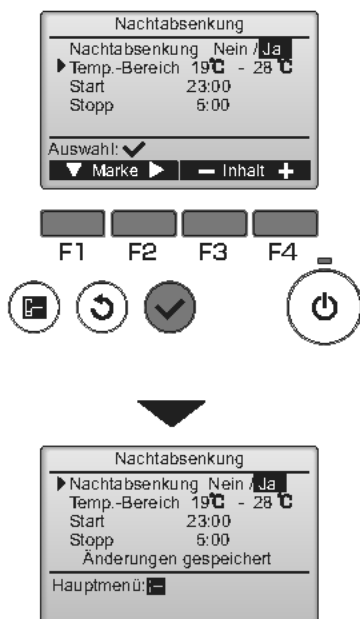 Nachtabsenkung
Nachtabsenkung Nein / Ja
Temp.-Bereich 19°C - 28°C
Start 23:00
Stopp 5:00
Auswahl:
Marke − Inhalt +
F1 F2 F3 F4
Nachtabsenkung
Nachtabsenkung Nein / Ja
Temp.-Bereich 19°C - 28°C
Start 23:00
Stopp 5:00
Änderungen gespeichert
Hauptmenü: